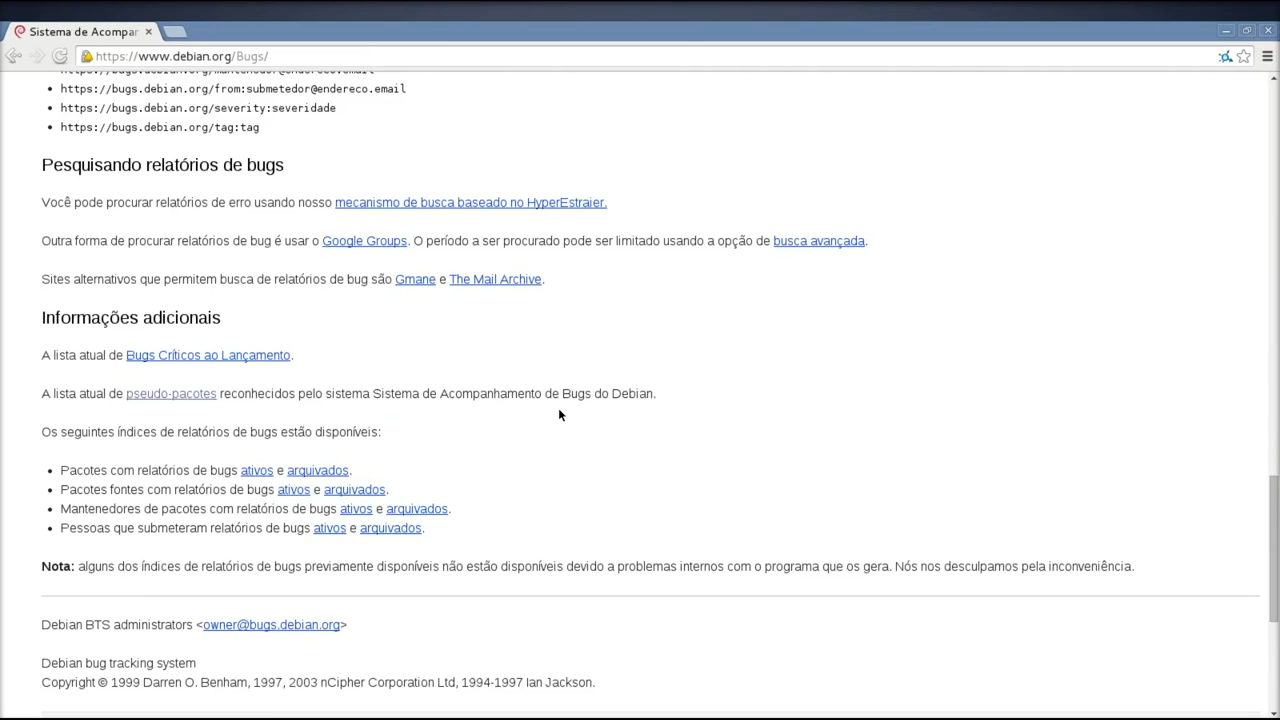 Sistema de Acompar
https://www.debian.org/Bugs/
https://bugs.debian.org/mantenedor@endereco.email
https://bugs.debian.org/from:submetedor@endereco.email
https://bugs.debian.org/severity:severidade
https://bugs.debian.org/tag:tag
Pesquisando relatórios de bugs
Você pode procurar relatórios de erro usando nosso mecanismo de busca baseado no HyperEstraier.
Outra forma de procurar relatórios de bug é usar o Google Groups. O período a ser procurado pode ser limitado usando a opção de busca avançada.
Sites alternativos que permitem busca de relatórios de bug são Gmane e The Mail Archive.
Informações adicionais
A lista atual de Bugs Críticos ao Lançamento.
A lista atual de pseudo-pacotes reconhecidos pelo sistema Sistema de Acompanhamento de Bugs do Debian.
Os seguintes índices de relatórios de bugs estão disponíveis:
Pacotes com relatórios de bugs ativos e arquivados.
Pacotes fontes com relatórios de bugs ativos e arquivados.
Mantenedores de pacotes com relatórios de bugs ativos e arquivados.
Pessoas que submeteram relatórios de bugs ativos e arquivados.
Nota: alguns dos índices de relatórios de bugs previamente disponíveis não estão disponíveis devido a problemas internos com o programa que os gera. Nós nos desculpamos pela inconveniência.
Debian BTS administrators <owner@bugs.debian.org>
Debian bug tracking system
Copyright © 1999 Darren O. Benham, 1997, 2003 nCipher Corporation Ltd, 1994-1997 Ian Jackson.